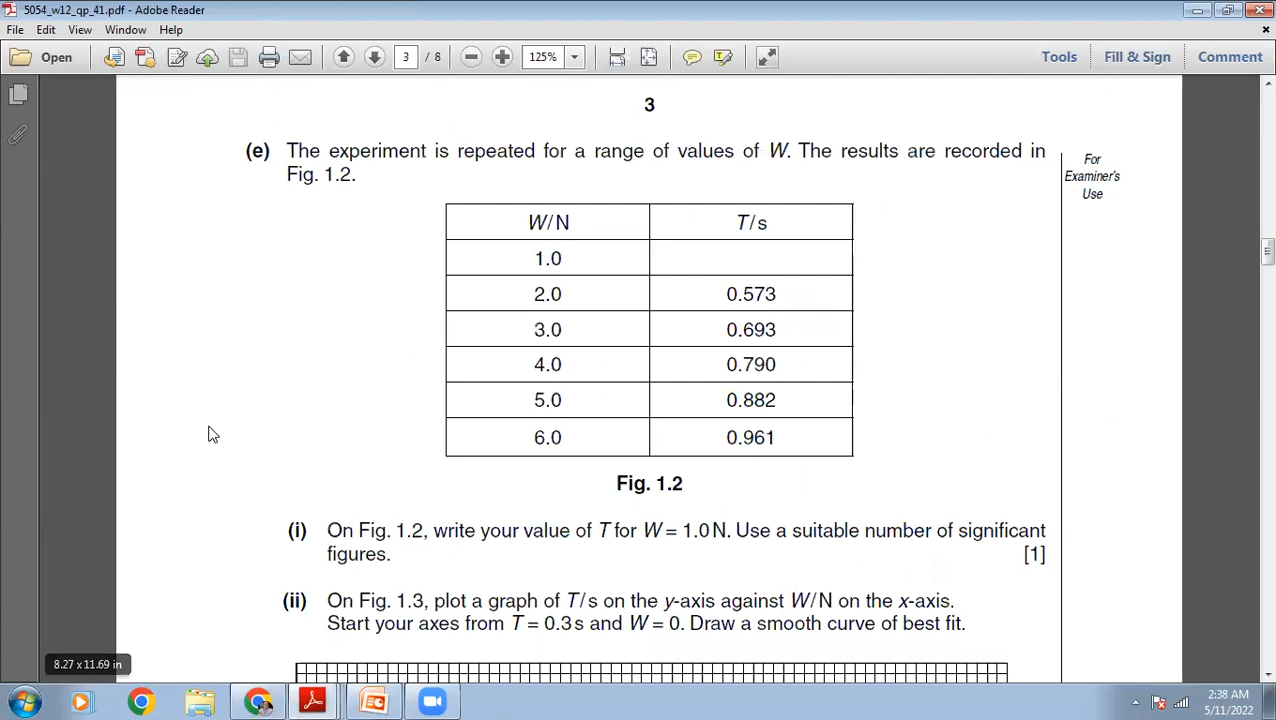 5054_w12_qp_41.pdf - Adobe Reader
File Edit View Window Help
Open 3 / 8 125% Tools Fill & Sign Comment
3
(e) The experiment is repeated for a range of values of W. The results are recorded in
Fig. 1.2.
For
Examiner's
Use
W/N T/s
1.0
2.0 0.573
3.0 0.693
4.0 0.790
5.0 0.882
6.0 0.961
Fig. 1.2
(i) On Fig. 1.2, write your value of T for W = 1.0 N. Use a suitable number of significant
figures. [1]
(ii) On Fig. 1.3, plot a graph of T/s on the y-axis against W/N on the x-axis.
Start your axes from T = 0.3 s and W = 0. Draw a smooth curve of best fit.
8.27 x 11.69 in
2:38 AM
5/11/2022